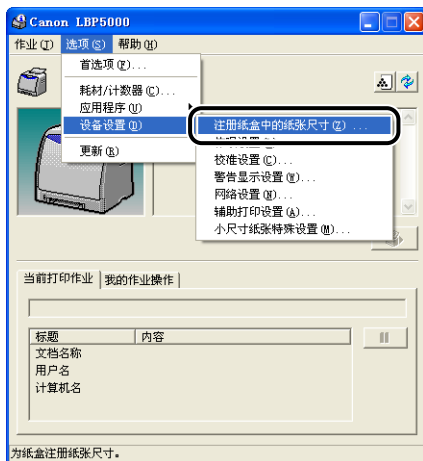 Canon LBP5000
作业(J) 选项(S) 帮助(H)
首选项(P)...
耗材/计数器(C)...
应用程序(U)
设备设置(D)
更新(R)
注册纸盒中的纸张尺寸(Z) ...
校准设置(C)...
警告显示设置(W)...
网络设置(N)...
辅助打印设置(A)...
小尺寸纸张特殊设置(M)...
当前打印作业 我的作业操作
标题 内容
文档名称
用户名
计算机名
为纸盒注册纸张尺寸。